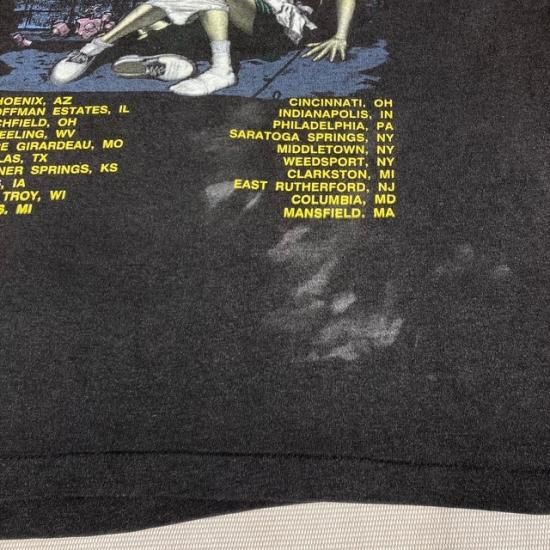 HOENIX, AZ
OFFMAN ESTATES, IL
CHFIELD, OH
EELING, WV
E GIRARDEAU, MO
LAS, TX
NER SPRINGS, KS
, IA
TROY, WI
S, MI
CINCINNATI, OH
INDIANAPOLIS, IN
PHILADELPHIA, PA
SARATOGA SPRINGS, NY
MIDDLETOWN, NY
WEEDSPORT, NY
CLARKSTON, MI
EAST RUTHERFORD, NJ
COLUMBIA, MD
MANSFIELD, MA